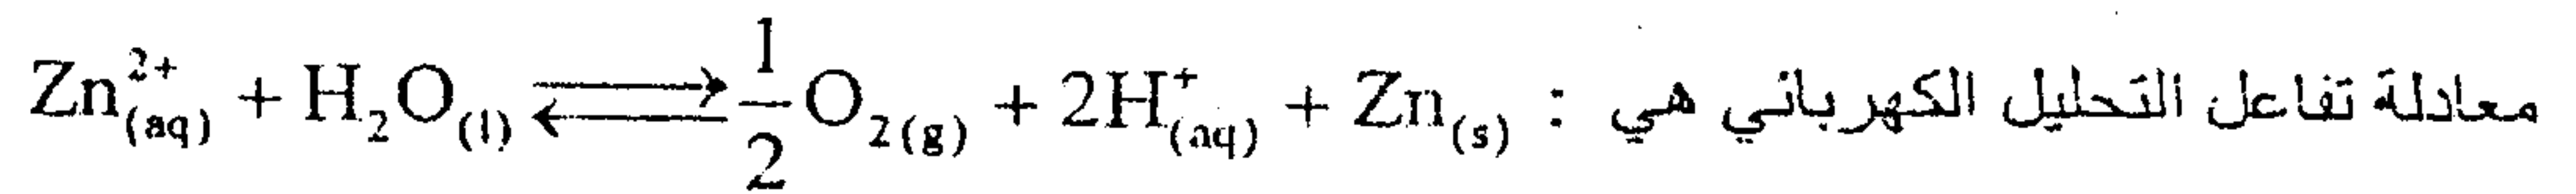 معادلة تفاعل التحليل الكهربائي هي : Zn²⁺(aq) + H₂O(l) ⇌ 1/2 O₂(g) + 2H⁺(aq) + Zn(s)